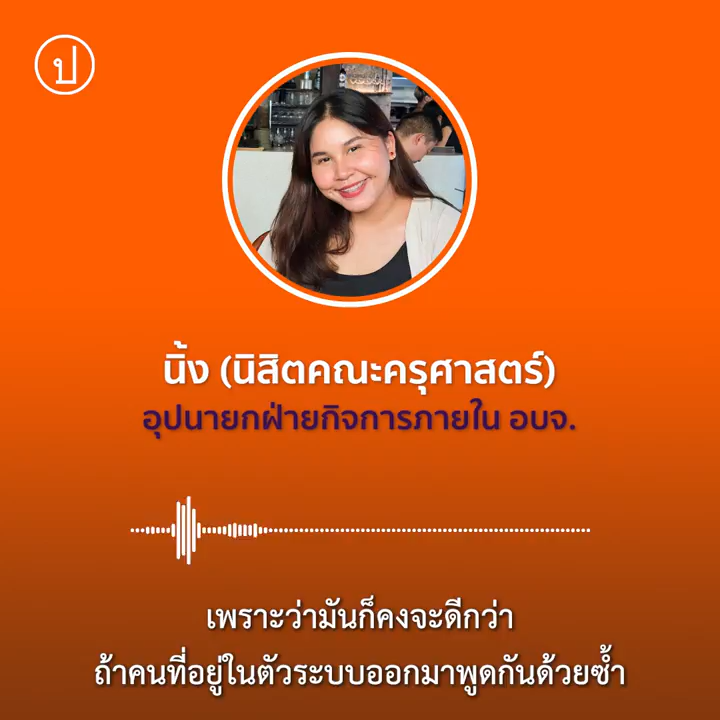 ป
นิ้ง (นิสิตคณะครุศาสตร์)
อุปนายกฝ่ายกิจการภายใน อบจ.
เพราะว่ามันก็คงจะดีกว่า
ถ้าคนที่อยู่ในตัวระบบออกมาพูดกันด้วยซ้ำ